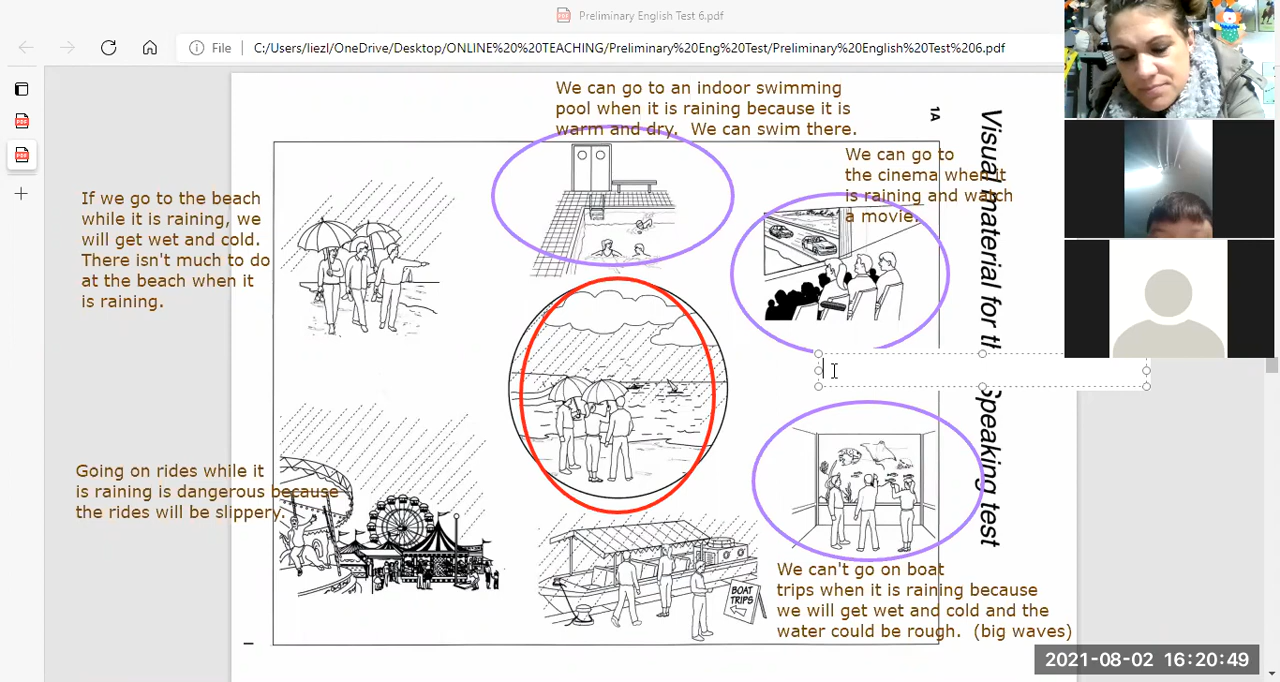 Preliminary English Test 6.pdf
File
C:/Users/liezl/OneDrive/Desktop/ONLINE%20%20TEACHING/Preliminary%20Eng%20Test/Preliminary%20English%20Test%206.pdf
We can go to an indoor swimming
pool when it is raining because it is
warm and dry.  We can swim there.
1A
We can go to
the cinema when it
is raining and watch
a movie.
If we go to the beach
while it is raining, we
will get wet and cold.
There isn't much to do
at the beach when it
is raining.
Visual material for th
Speaking test
Going on rides while it
is raining is dangerous because
the rides will be slippery.
BOAT
TRIPS
We can't go on boat
trips when it is raining because
we will get wet and cold and the
water could be rough.  (big waves)
2021-08-02 16:20:49